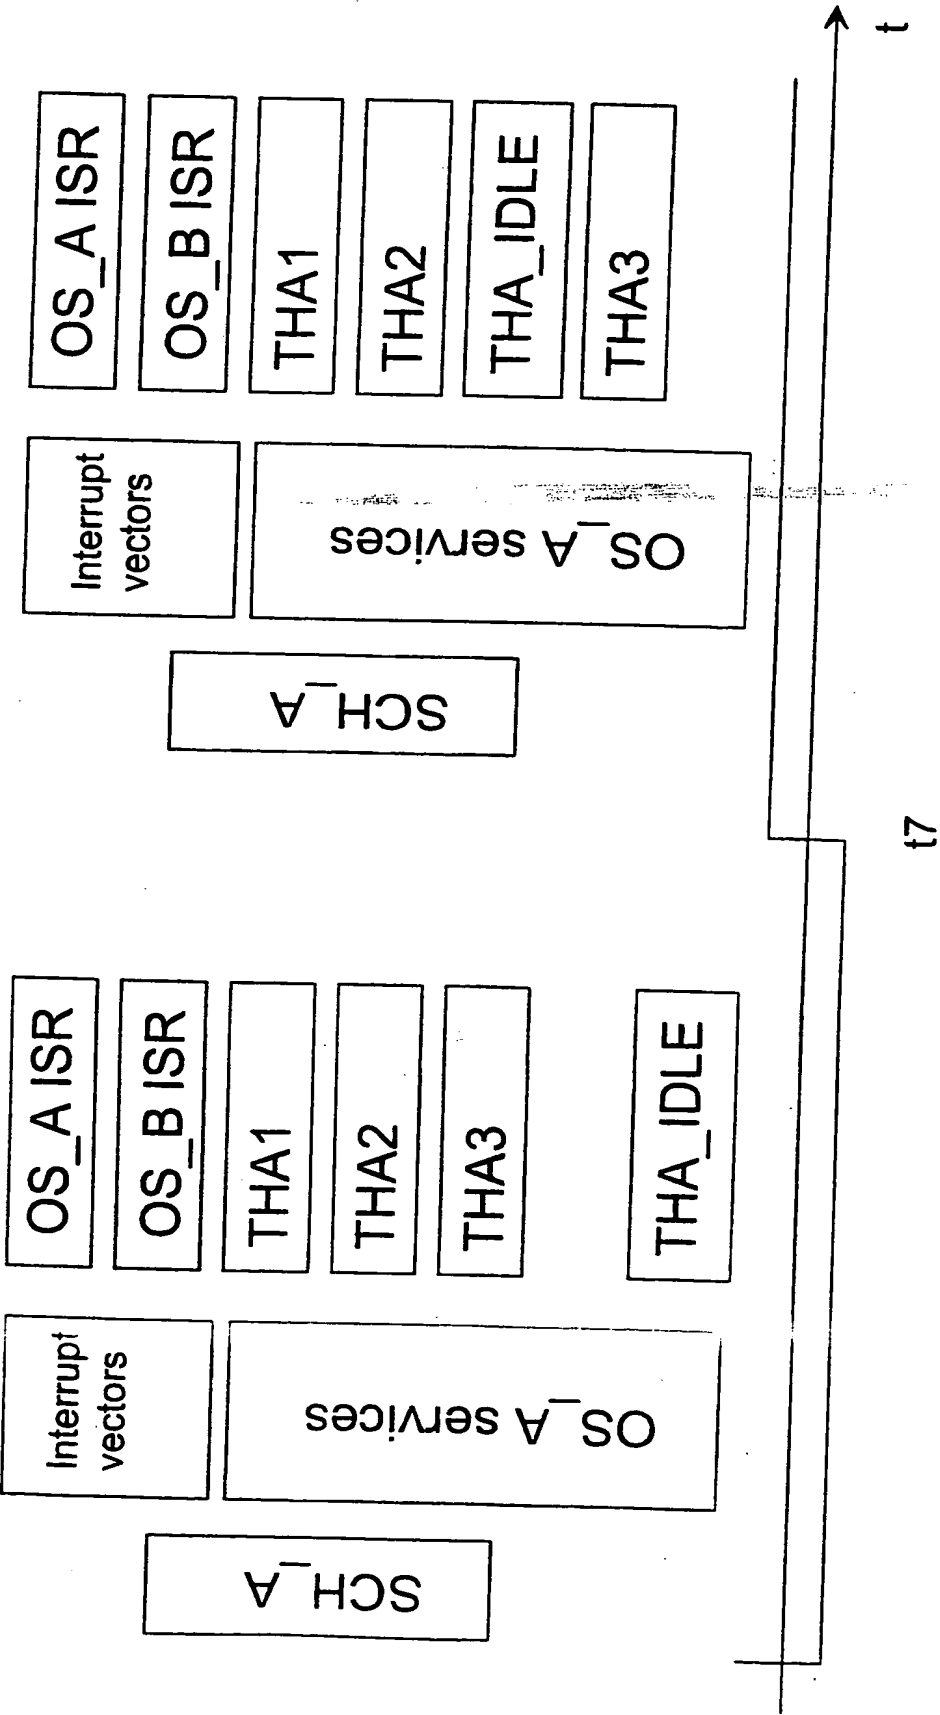 OS_A ISR
OS_B ISR
THA1
THA2
THA3
THA_IDLE
Interrupt
vectors
OS_A services
SCH_A
OS_A ISR
OS_B ISR
THA1
THA2
THA_IDLE
THA3
Interrupt
vectors
OS_A services
SCH_A
t7
t